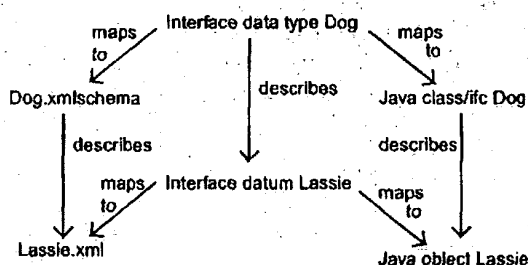 Interface data type Dog
maps
to
maps
to
Dog.xmlschema
describes
Java class/ifc Dog
describes
describes
maps
to
Interface datum Lassie
maps
to
Lassie.xml
Java object Lassie